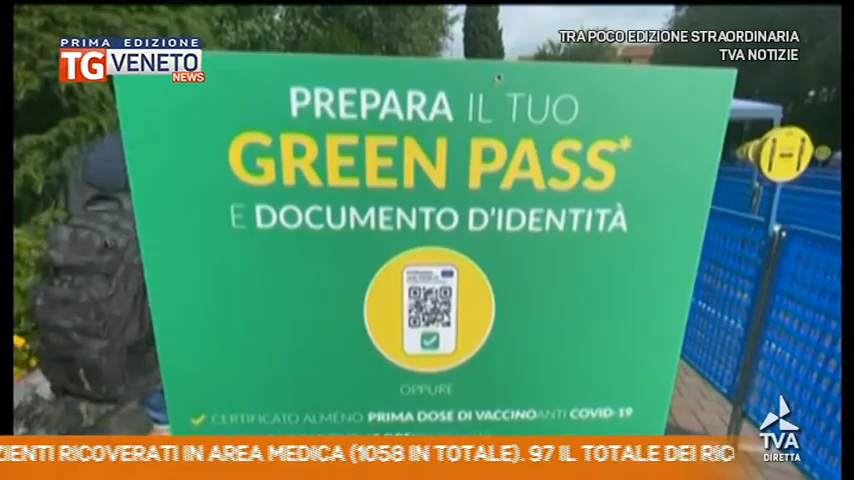 PRIMA EDIZIONE
TG VENETO
NEWS
TRA POCO EDIZIONE STRAORDINARIA
TVA NOTIZIE
PREPARA IL TUO
GREEN PASS*
E DOCUMENTO D'IDENTITÀ
OPPURE
CERTIFICATO ALMENO PRIMA DOSE DI VACCINO ANTI COVID-19
ZIENTI RICOVERATI IN AREA MEDICA (1058 IN TOTALE). 97 IL TOTALE DEI RIC
TVA
DIRETTA